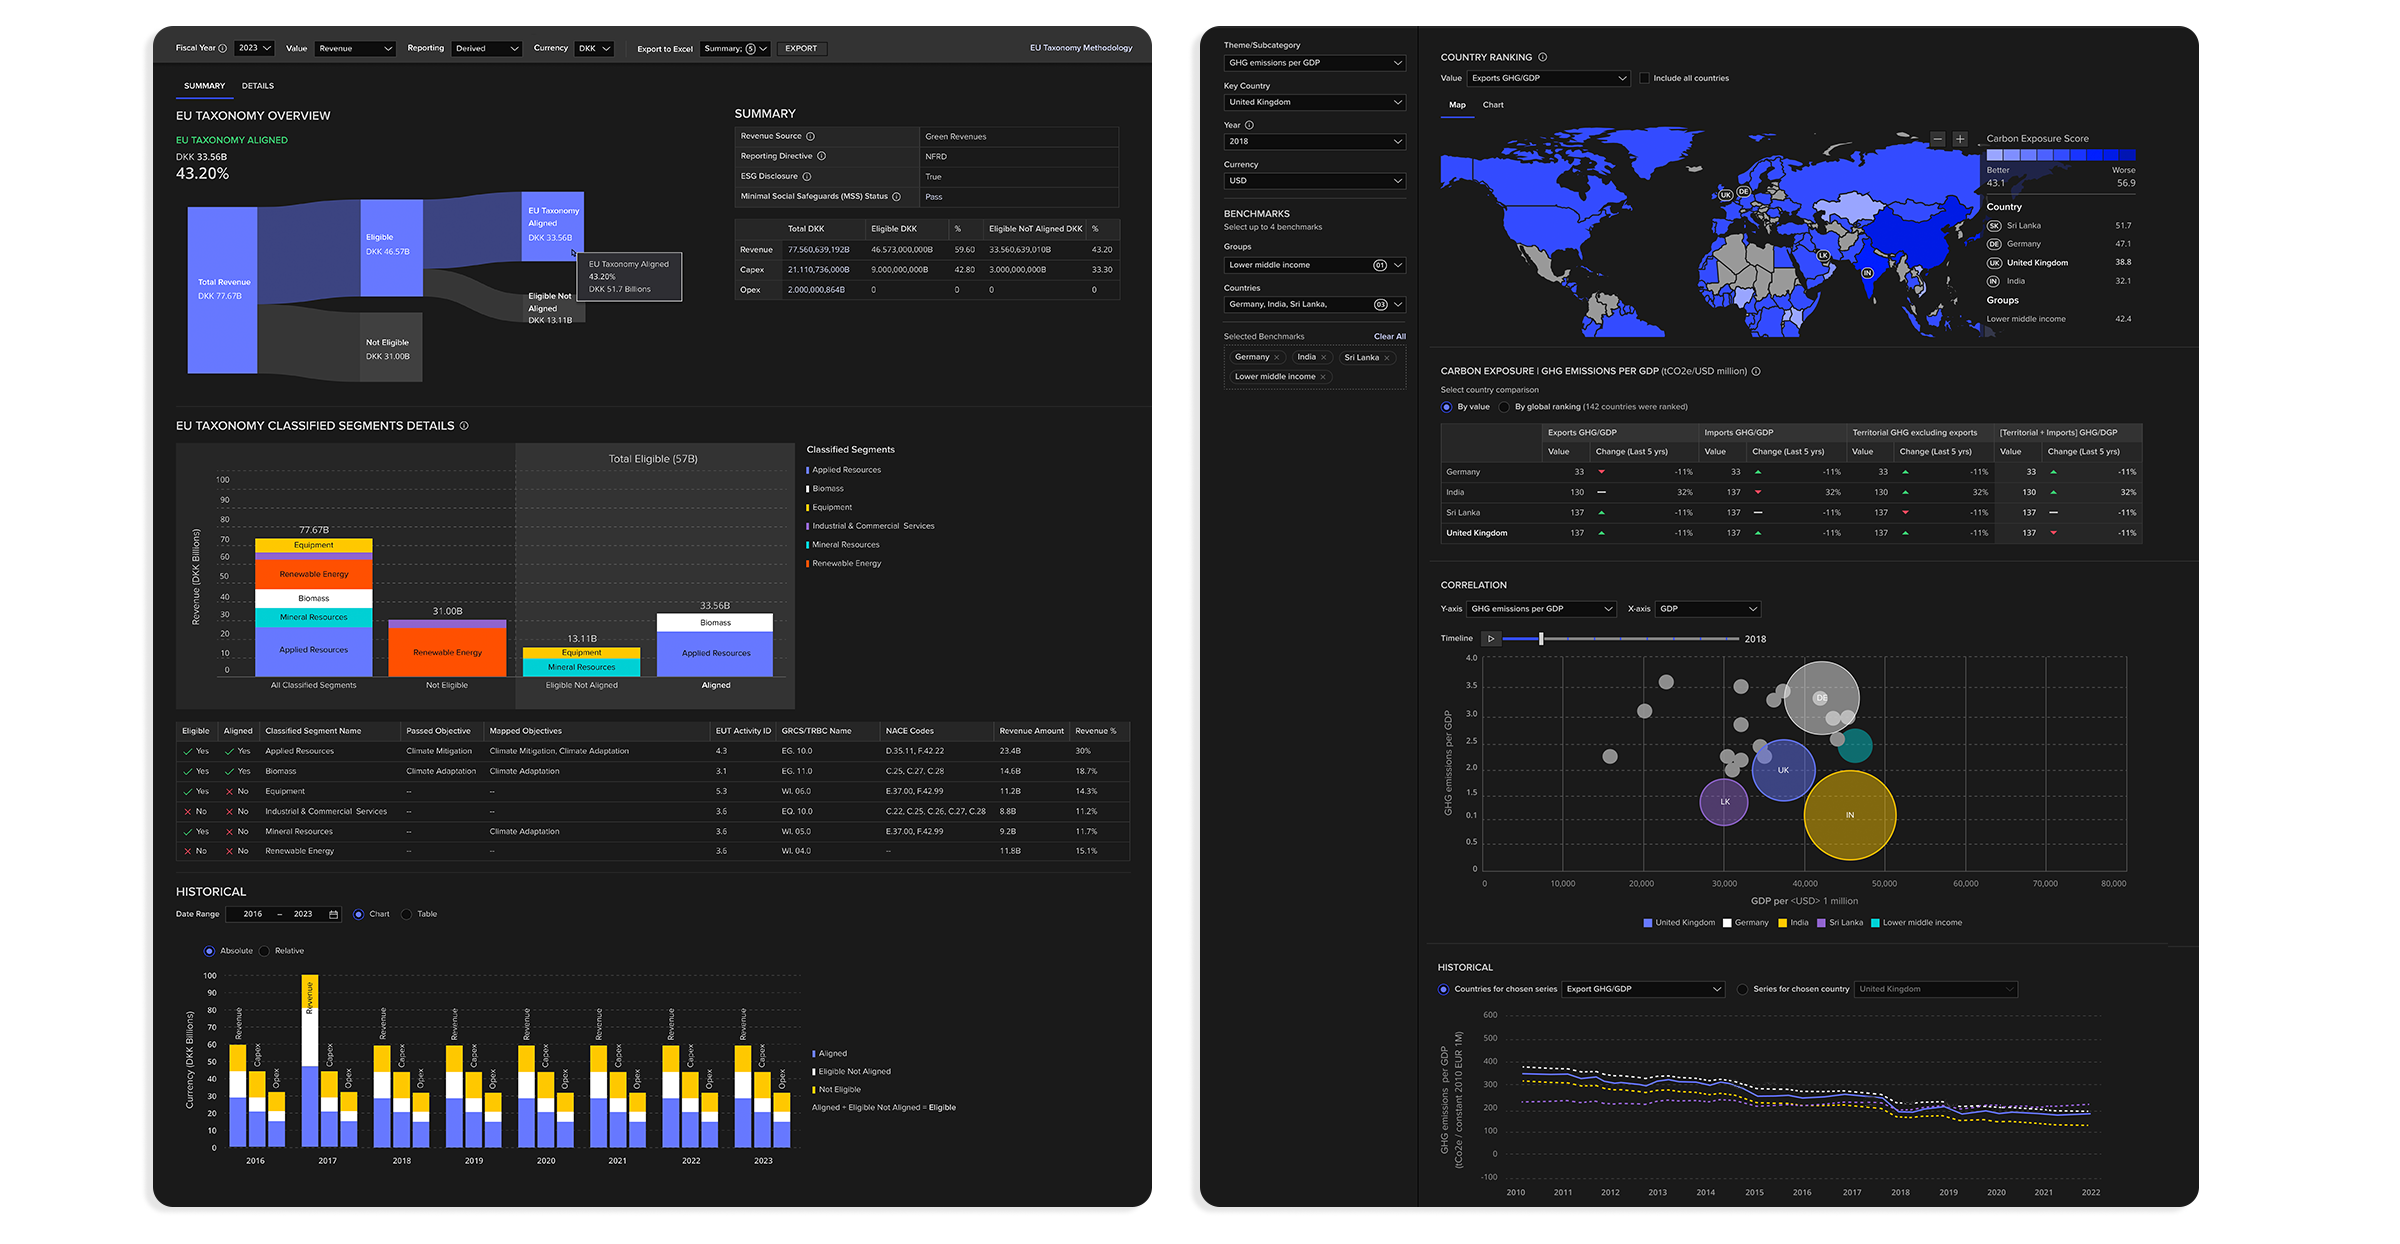 Fiscal Year 2023 Value Revenue Reporting Derived Currency DKK Export to Excel Summary; 5 EXPORT EU Taxonomy Methodology
SUMMARY DETAILS
EU TAXONOMY OVERVIEW
EU TAXONOMY ALIGNED
DKK 33.56B
43.20%
Total Revenue
DKK 77.67B
Eligible
DKK 46.57B
Not Eligible
DKK 31.00B
EU Taxonomy
Aligned
DKK 33.56B
EU Taxonomy Aligned
43.20%
DKK 51.7 Billions
Eligible Not
Aligned
DKK 13.11B
SUMMARY
Revenue Source Green Revenues
Reporting Directive NFRD
ESG Disclosure True
Minimal Social Safeguards (MSS) Status Pass
Total DKK Eligible DKK % Eligible NoT Aligned DKK %
Revenue 77.560,639,192B 46.573,000,000B 59.60 33.560,639,010B 43.20
Capex 21.110,736,000B 9.000,000,000B 42.80 3.000,000,000B 33.30
Opex 2.000,000,864B 0 0 0 0
EU TAXONOMY CLASSIFIED SEGMENTS DETAILS
Total Eligible (57B)
Revenue (DKK Billions)
100
90
80
70
60
50
40
30
20
10
0
77.67B
Equipment
Renewable Energy
Biomass
Mineral Resources
Applied Resources
31.00B
Renewable Energy
13.11B
Equipment
Mineral Resources
33.56B
Biomass
Applied Resources
All Classified Segments Not Eligible Eligible Not Aligned Aligned
Classified Segments
Applied Resources
Biomass
Equipment
Industrial & Commercial Services
Mineral Resources
Renewable Energy
Eligible Aligned Classified Segment Name Passed Objective Mapped Objectives EUT Activity ID GRCS/TRBC Name NACE Codes Revenue Amount Revenue %
Yes Yes Applied Resources Climate Mitigation Climate Mitigation, Climate Adaptation 4.3 EG. 10.0 D.35.11, F.42.22 23.4B 30%
Yes Yes Biomass Climate Adaptation Climate Adaptation 3.1 EG. 11.0 C.25, C.27, C.28 14.6B 18.7%
Yes No Equipment -- -- 5.3 WI. 06.0 E.37.00, F.42.99 11.2B 14.3%
No No Industrial & Commercial Services -- -- 3.6 EQ. 10.0 C.22, C.25, C.26, C.27, C.28 8.8B 11.2%
Yes No Mineral Resources Climate Adaptation 3.6 WI. 05.0 E.37.00, F.42.99 9.2B 11.7%
No No Renewable Energy -- -- 3.6 WI. 04.0 -- 11.8B 15.1%
HISTORICAL
Date Range 2016 – 2023 Chart Table
Absolute Relative
Currency (DKK Billions)
100
90
80
70
60
50
40
30
20
10
0
Revenue Capex Opex
Revenue Capex Opex
Revenue Capex Opex
Revenue Capex Opex
Revenue Capex Opex
Revenue Capex Opex
Revenue Capex Opex
Revenue Capex Opex
2016 2017 2018 2019 2020 2021 2022 2023
Aligned
Eligible Not Aligned
Not Eligible
Aligned + Eligible Not Aligned = Eligible
Theme/Subcategory
GHG emissions per GDP
Key Country
United Kingdom
Year
2018
Currency
USD
BENCHMARKS
Select up to 4 benchmarks
Groups
Lower middle income 01
Countries
Germany, India, Sri Lanka, 03
Selected Benchmarks Clear All
Germany × India × Sri Lanka ×
Lower middle income ×
COUNTRY RANKING
Value Exports GHG/GDP Include all countries
Map Chart
UK
DE
LK
IN
Carbon Exposure Score
Better Worse
43.1 56.9
Country
SK Sri Lanka 51.7
DE Germany 47.1
UK United Kingdom 38.8
IN India 32.1
Groups
Lower middle income 42.4
CARBON EXPOSURE | GHG EMISSIONS PER GDP (tCO2e/USD million)
Select country comparison
By value By global ranking (142 countries were ranked)
Exports GHG/GDP Imports GHG/GDP Territorial GHG excluding exports [Territorial + Imports] GHG/DGP
Value Change (Last 5 yrs) Value Change (Last 5 yrs) Value Change (Last 5 yrs) Value Change (Last 5 yrs)
Germany 33 -11% 33 -11% 33 -11% 33 -11%
India 130 32% 137 32% 130 32% 130 32%
Sri Lanka 137 -11% 137 -11% 137 -11% 137 -11%
United Kingdom 137 -11% 137 -11% 137 -11% 137 -11%
CORRELATION
Y-axis GHG emissions per GDP X-axis GDP
Timeline 2018
GHG emissions per GDP
4.0
3.5
3.0
2.5
2.0
1.5
0.1
0.5
0
DE
UK
LK
IN
0 10,000 20,000 30,000 40,000 50,000 60,000 70,000 80,000
GDP per <USD> 1 million
United Kingdom Germany India Sri Lanka Lower middle income
HISTORICAL
Countries for chosen series Export GHG/GDP Series for chosen country United Kingdom
GHG emissions per GDP
(tCo2e / constant 2010 EUR 1M)
600
500
400
300
200
100
0
-100
2010 2011 2012 2013 2014 2015 2016 2017 2018 2019 2020 2021 2022